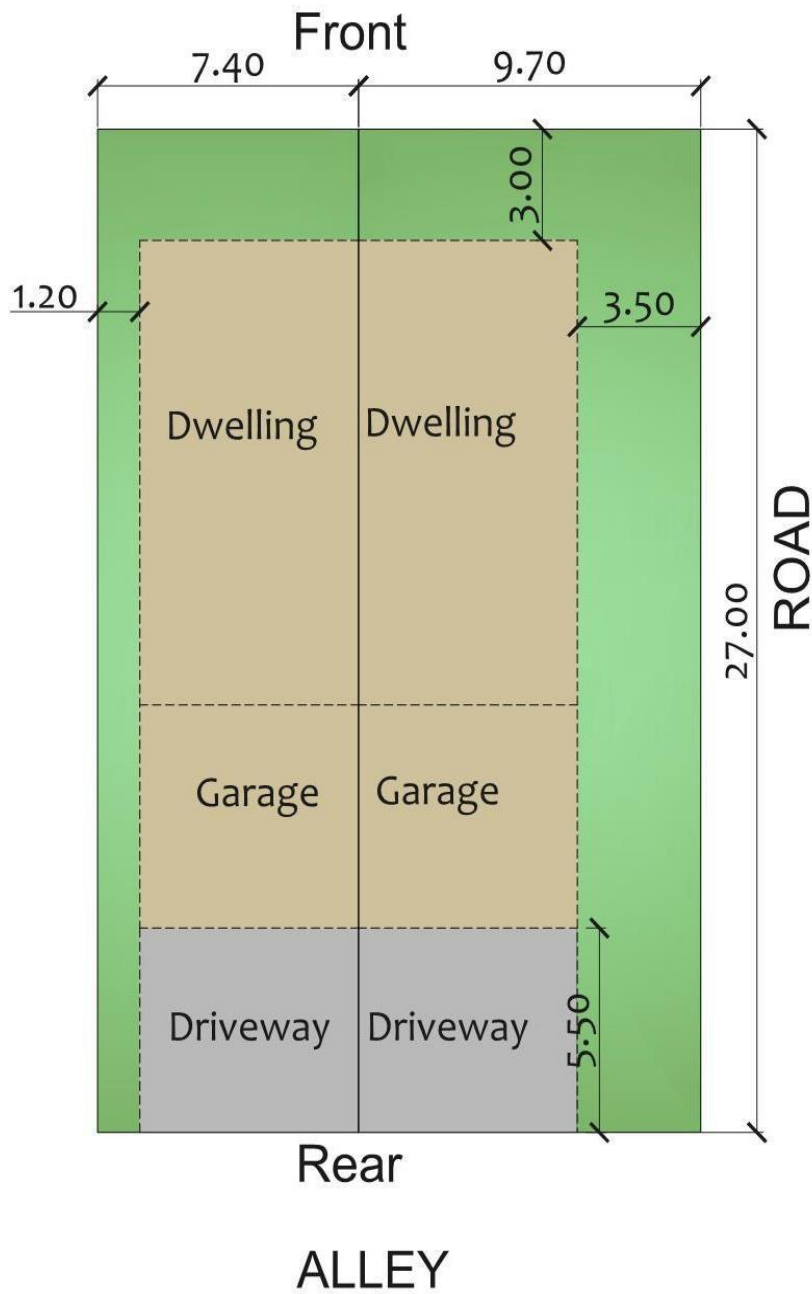 Front
7.40 9.70
3.00
1.20
3.50
Dwelling Dwelling
ROAD
27.00
Garage Garage
5.50
Driveway Driveway
Rear
ALLEY